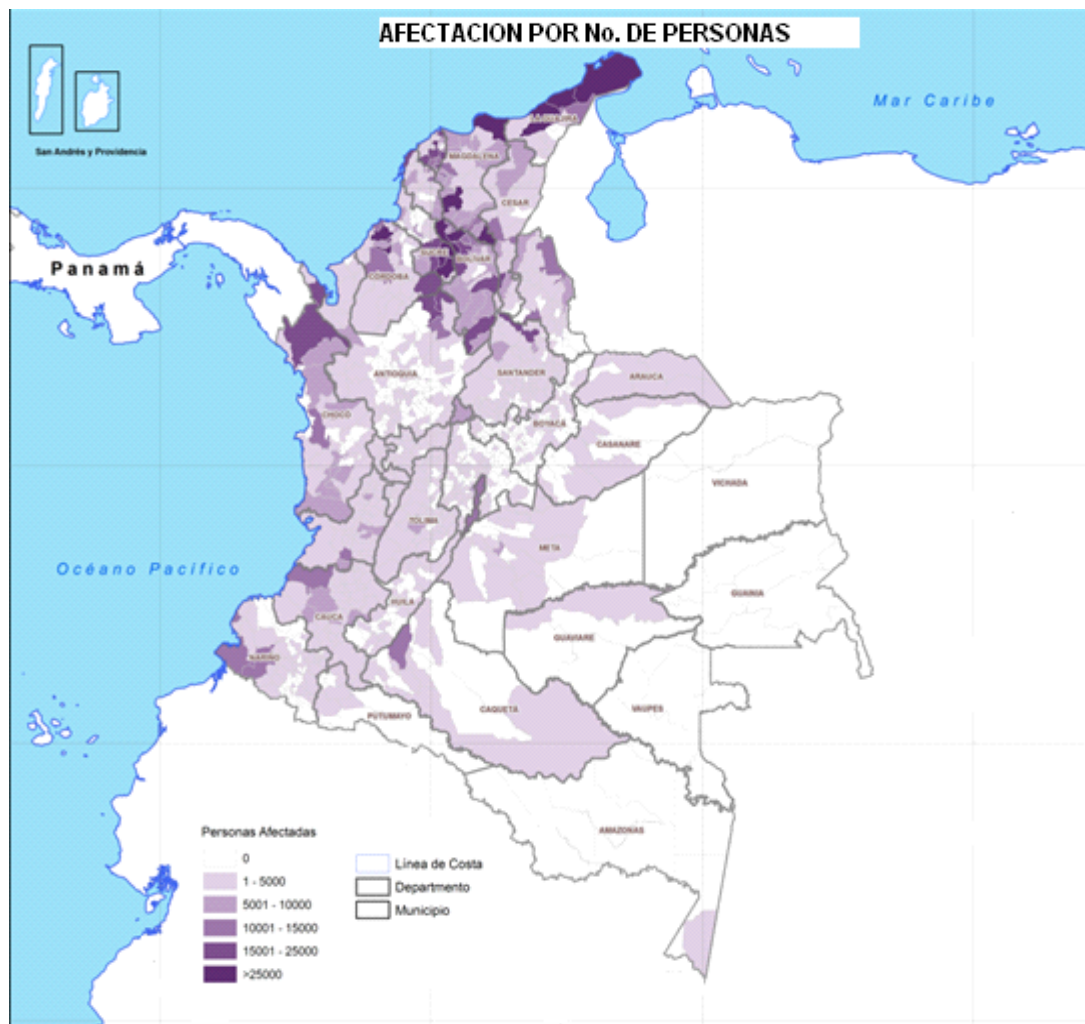 AFECTACION POR No. DE PERSONAS
Mar Caribe
San Andrés y Providencia
LA GUAJIRA
MAGDALENA
CESAR
Panamá
SUCRE
BOLIVAR
CORDOBA
ANTIOQUIA
SANTANDER
ARAUCA
CHOCO
BOYACÁ
CASANARE
VICHADA
TOLIMA
META
Océano Pacífico
GUAINIA
HUILA
CAUCA
GUAVIARE
NARIÑO
CAQUETA
VAUPES
PUTUMAYO
AMAZONAS
Personas Afectadas
0
1 - 5000
5001 - 10000
10001 - 15000
15001 - 25000
>25000
Línea de Costa
Departmento
Municipio